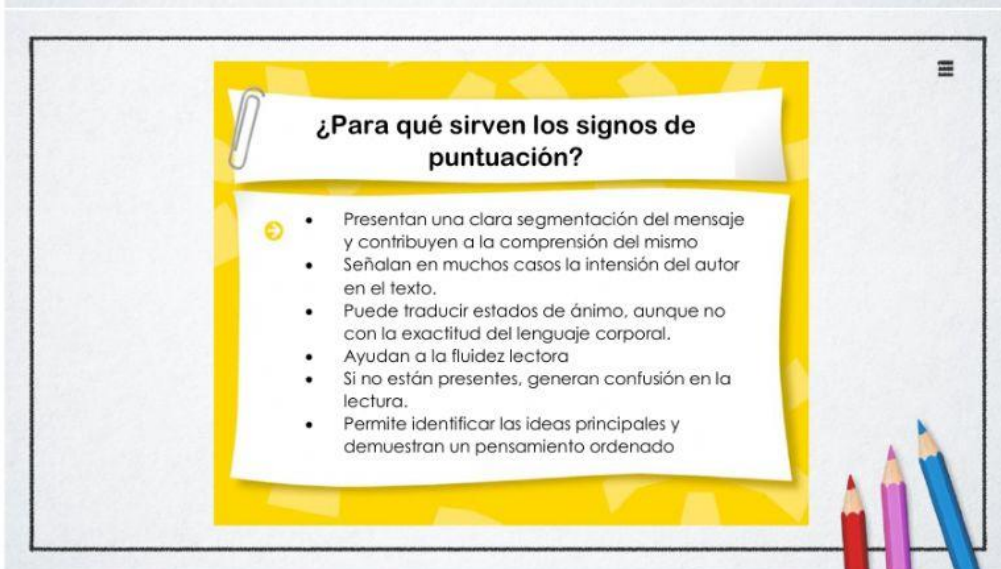 ¿Para qué sirven los signos de
puntuación?
• Presentan una clara segmentación del mensaje
y contribuyen a la comprensión del mismo
• Señalan en muchos casos la intensión del autor
en el texto.
• Puede traducir estados de ánimo, aunque no
con la exactitud del lenguaje corporal.
• Ayudan a la fluidez lectora
• Si no están presentes, generan confusión en la
lectura.
• Permite identificar las ideas principales y
demuestran un pensamiento ordenado